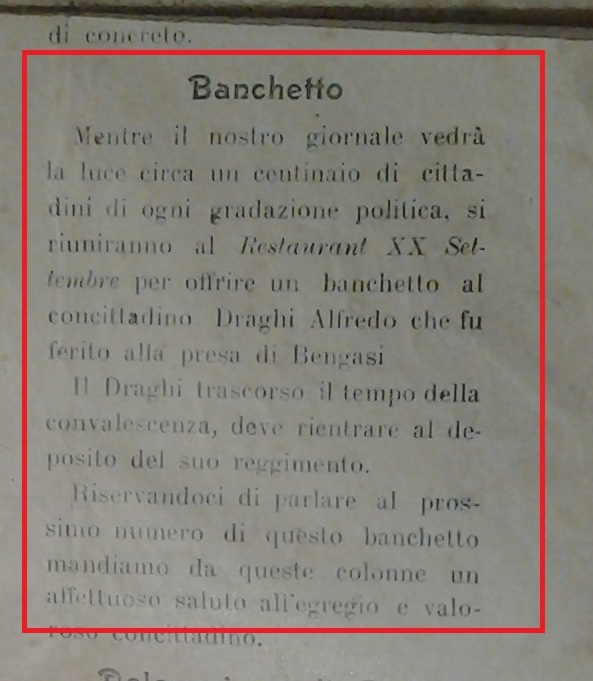 di concreto.
Banchetto
Mentre il nostro giornale vedrà
la luce circa un centinaio di citta-
dini di ogni gradazione politica, si
riuniranno al Restaurant XX Set-
tembre per offrire un banchetto al
concittadino Draghi Alfredo che fu
ferito alla presa di Bengasi
Il Draghi trascorso il tempo della
convalescenza, deve rientrare al de-
posito del suo reggimento.
Riservandoci di parlare al pros-
simo numero di questo banchetto
mandiamo da queste colonne un
affettuoso saluto all'egregio e valo-
roso concittadino.